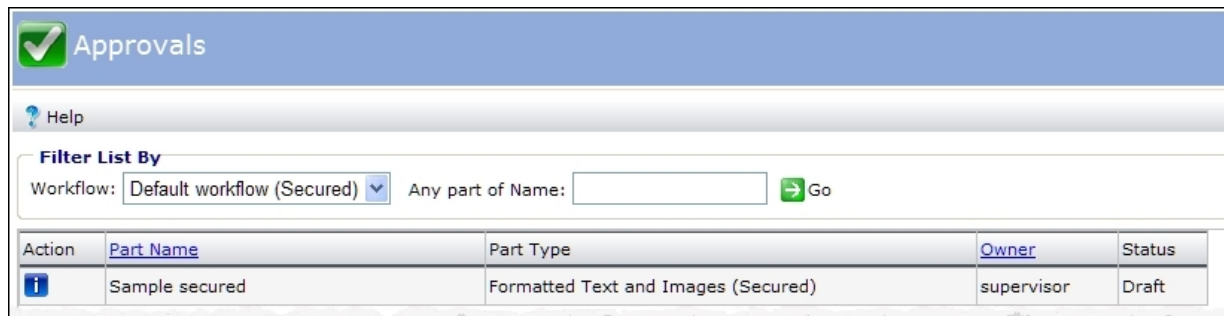 Approvals
Help
Filter List By
Workflow: Default workflow (Secured) Any part of Name: Go
Action Part Name Part Type Owner Status
Sample secured Formatted Text and Images (Secured) supervisor Draft